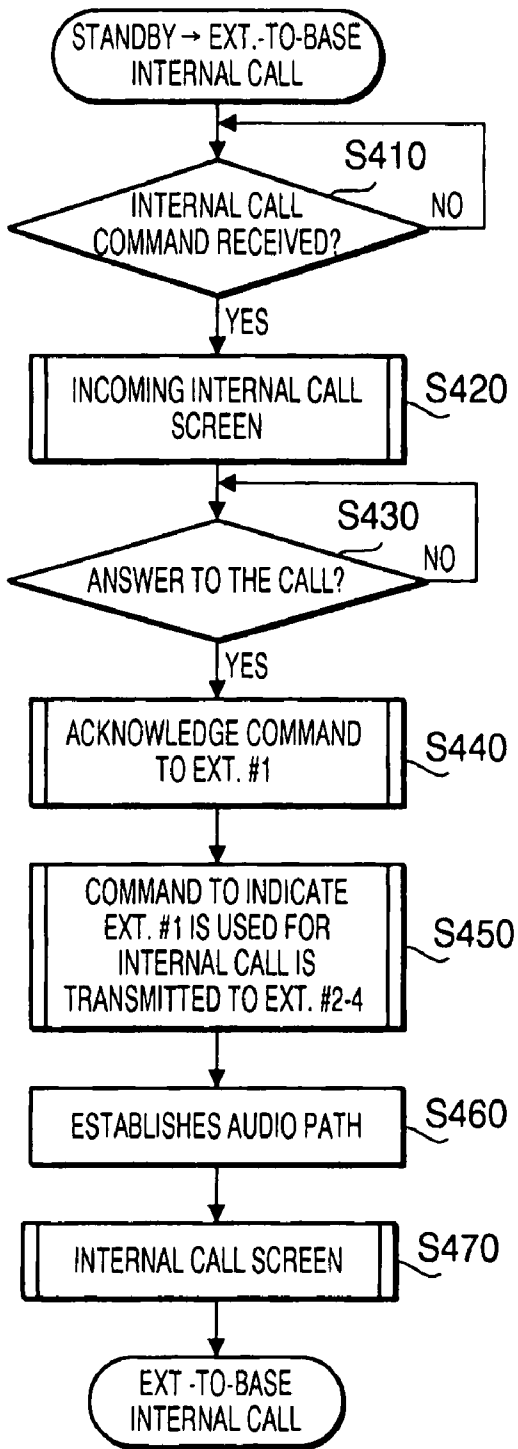 STANDBY → EXT.-TO-BASE
INTERNAL CALL
S410
INTERNAL CALL
COMMAND RECEIVED?
NO
YES
INCOMING INTERNAL CALL
SCREEN
S420
S430
ANSWER TO THE CALL?
NO
YES
ACKNOWLEDGE COMMAND
TO EXT. #1
S440
COMMAND TO INDICATE
EXT. #1 IS USED FOR
INTERNAL CALL IS
TRANSMITTED TO EXT. #2-4
S450
ESTABLISHES AUDIO PATH
S460
INTERNAL CALL SCREEN
S470
EXT -TO-BASE
INTERNAL CALL